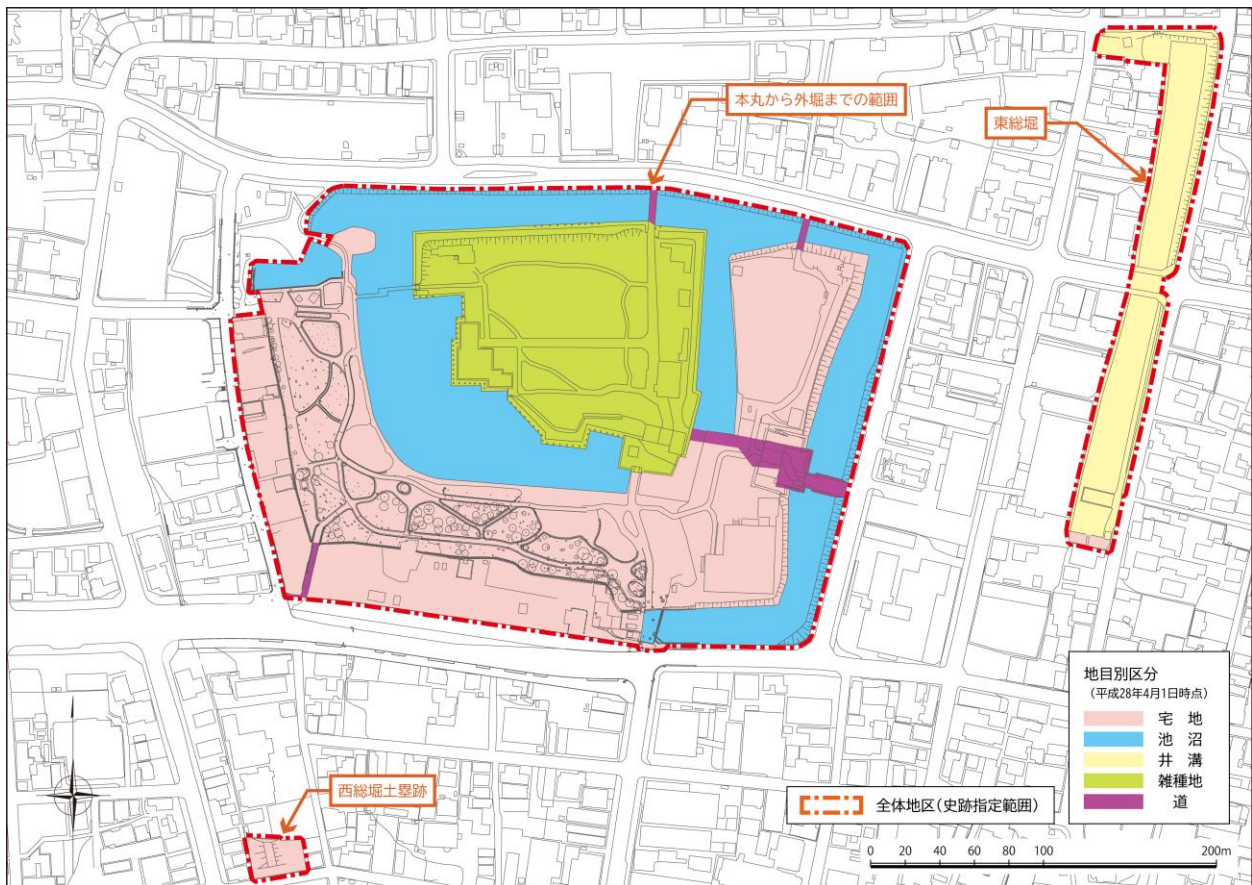 本丸から外堀までの範囲
東総堀
西総堀土塁跡
地目別区分
（平成28年4月1日時点）
宅 地
池 沼
井 溝
雑種地
道
全体地区（史跡指定範囲）
0 20 40 60 80 100 200m